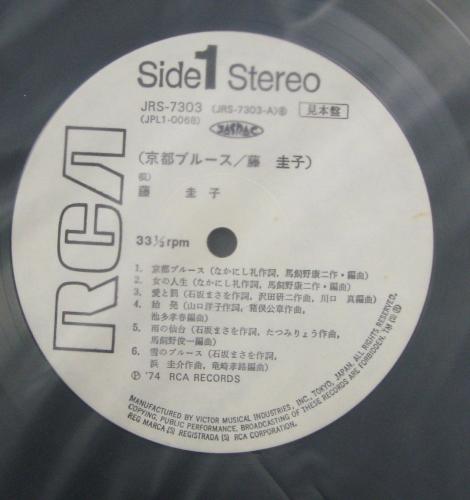 Side 1 Stereo
JRS-7303 (JRS-7303-A)Ⓑ 見本盤
(JPL1-0068)
JASRAC
(京都ブルース/藤 圭子)
(唄)
藤 圭 子
RCA
33⅓rpm
1. 京都ブルース(なかにし礼作詞、馬飼野康二作・編曲)
2. 女の人生(なかにし礼作詞、馬飼野康二作・編曲)
3. 愛と罰(石坂まさを作詞、沢田研二作曲、川口 真編曲)
4. 始発(山口洋子作詞、猪俣公章作曲、
池多孝春編曲)
5. 雨の仙台(石坂まさを作詞、たつみりょう作曲、
馬飼野俊一編曲)
6. 雪のブルース(石坂まさを作詞、
浜 圭介作曲、竜崎孝路編曲)
Ⓟ '74 RCA RECORDS
MANUFACTURED BY VICTOR MUSICAL INDUSTRIES, INC., TOKYO, JAPAN. ALL RIGHTS RESERVED.
COPYING, PUBLIC PERFORMANCE, BROADCASTING OF THESE RECORDS ARE FORBIDDEN. TM(S)®
REG MARCA(S) REGISTRADA(S) RCA CORPORATION.